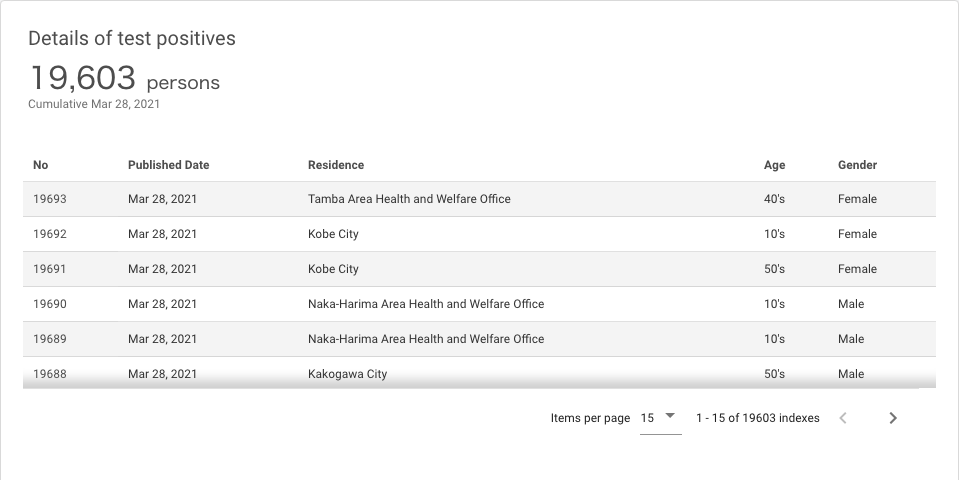 Details of test positives
19,603 persons
Cumulative Mar 28, 2021
No Published Date Residence Age Gender
19693 Mar 28, 2021 Tamba Area Health and Welfare Office 40's Female
19692 Mar 28, 2021 Kobe City 10's Female
19691 Mar 28, 2021 Kobe City 50's Female
19690 Mar 28, 2021 Naka-Harima Area Health and Welfare Office 10's Male
19689 Mar 28, 2021 Naka-Harima Area Health and Welfare Office 10's Male
19688 Mar 28, 2021 Kakogawa City 50's Male
Items per page 15 1 - 15 of 19603 indexes